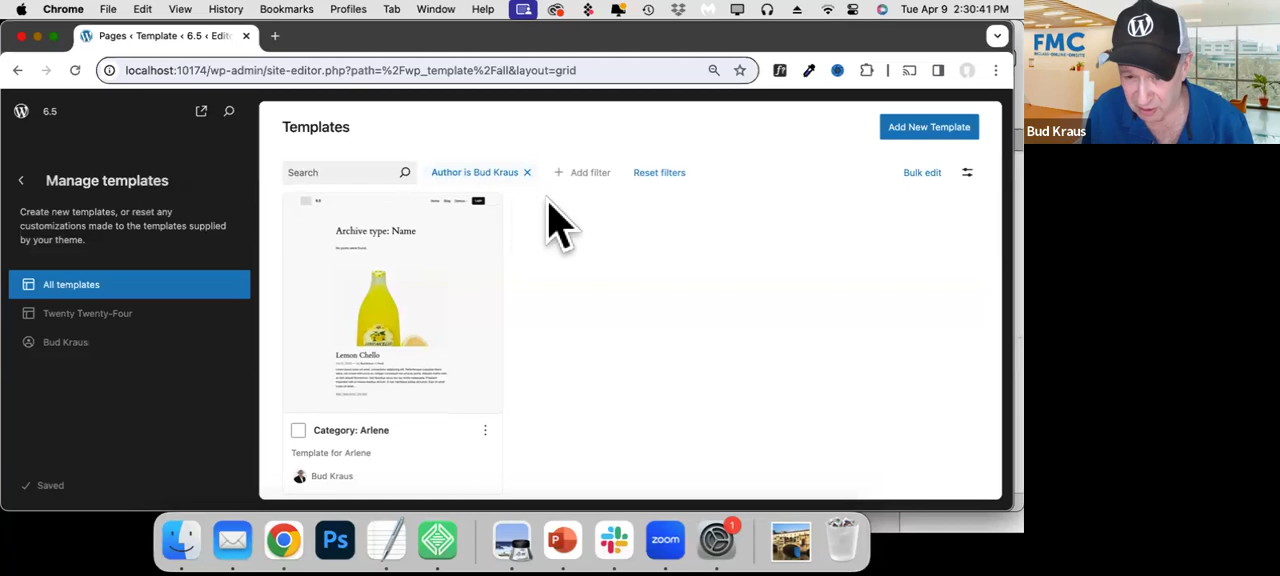 Chrome File Edit View History Bookmarks Profiles Tab Window Help Tue Apr 9 2:30:41 PM
Pages ‹ Template ‹ 6.5 ‹ Edit
localhost:10174/wp-admin/site-editor.php?path=%2Fwp_template%2Fall&layout=grid
6.5
Manage templates
Create new templates, or reset any
customizations made to the templates supplied
by your theme.
All templates
Twenty Twenty-Four
Bud Kraus
Saved
Templates
Add New Template
Search
Author is Bud Kraus
Add filter
Reset filters
Bulk edit
Archive type: Name
Lemon Chello
Category: Arlene
Template for Arlene
Bud Kraus
Ps
P
zoom
1
FMC
Bud Kraus